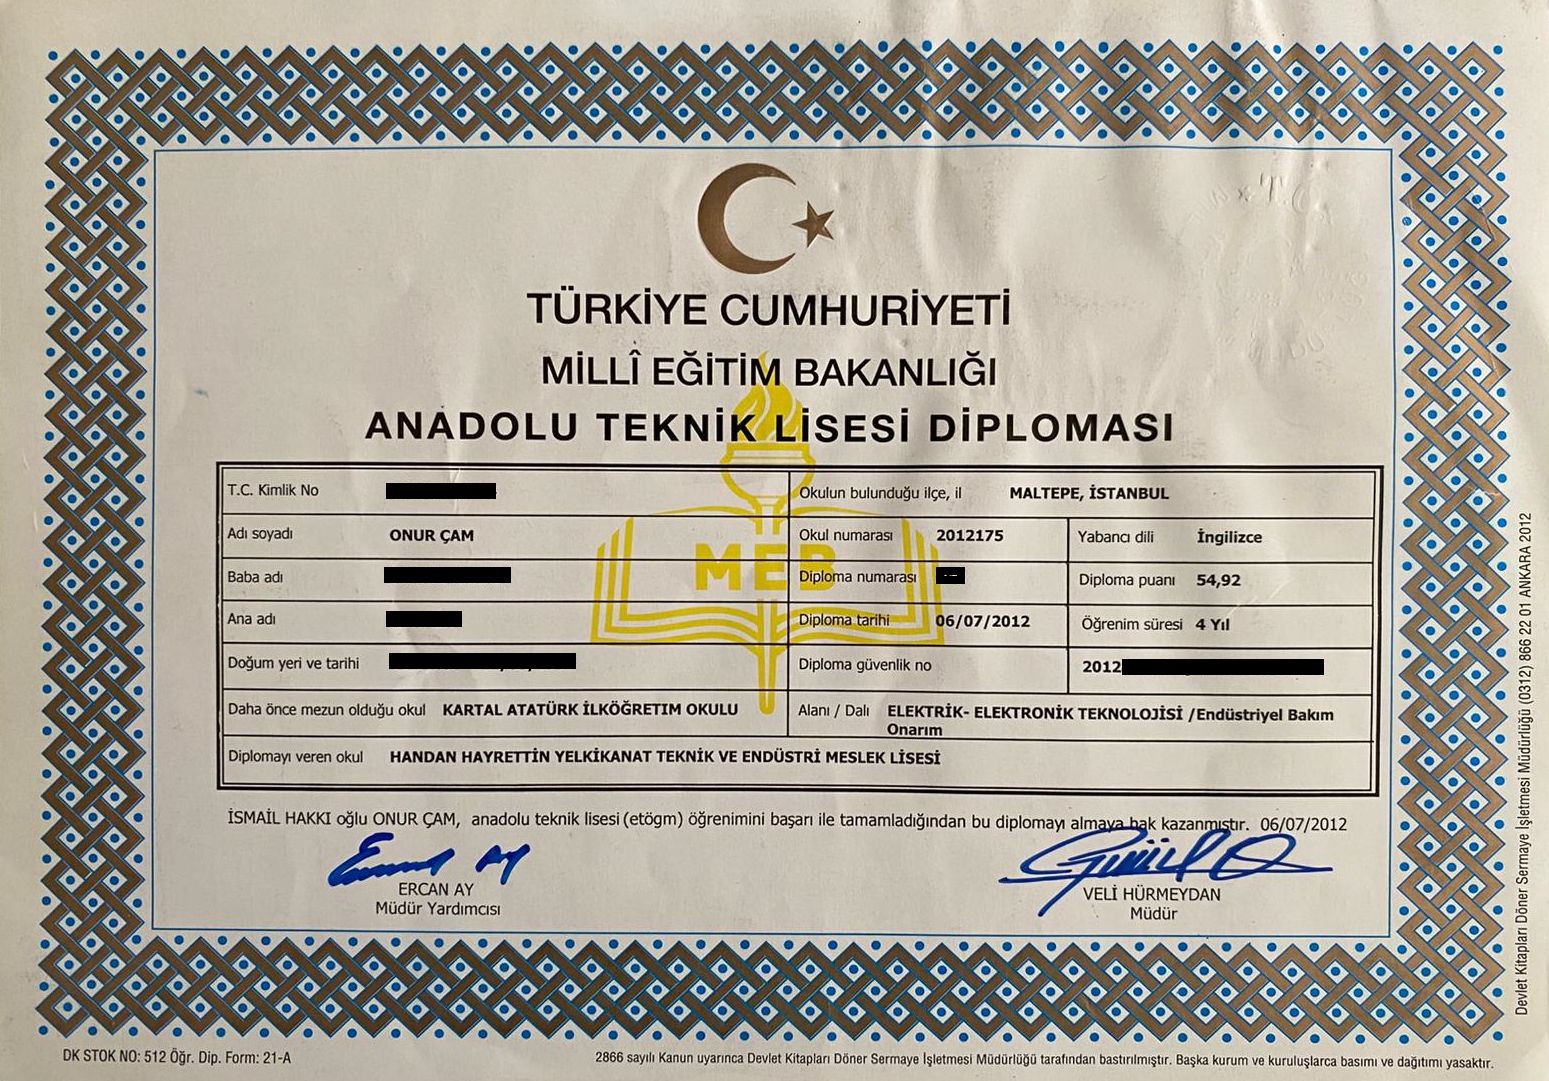 TÜRKİYE CUMHURİYETİ
MİLLÎ EĞİTİM BAKANLIĞI
ANADOLU TEKNİK LİSESİ DİPLOMASI
MEB
T.C. Kimlik No
Okulun bulunduğu ilçe, il MALTEPE, İSTANBUL
Adı soyadı ONUR ÇAM
Okul numarası 2012175
Yabancı dili İngilizce
Baba adı
Diploma numarası
Diploma puanı 54,92
Ana adı
Diploma tarihi 06/07/2012
Öğrenim süresi 4 Yıl
Doğum yeri ve tarihi
Diploma güvenlik no 2012
Daha önce mezun olduğu okul KARTAL ATATÜRK İLKÖĞRETIM OKULU
Alanı / Dalı ELEKTRİK- ELEKTRONİK TEKNOLOJİSİ /Endüstriyel Bakım
Onarım
Diplomayı veren okul HANDAN HAYRETTİN YELKİKANAT TEKNİK VE ENDÜSTRİ MESLEK LİSESİ
İSMAİL HAKKI oğlu ONUR ÇAM, anadolu teknik lisesi (etögm) öğrenimini başarı ile tamamladığından bu diplomayı almaya hak kazanmıştır. 06/07/2012
ERCAN AY
Müdür Yardımcısı
VELİ HÜRMEYDAN
Müdür
DK STOK NO: 512 Öğr. Dip. Form: 21-A
2866 sayılı Kanun uyarınca Devlet Kitapları Döner Sermaye İşletmesi Müdürlüğü tarafından bastırılmıştır. Başka kurum ve kuruluşlarca basımı ve dağıtımı yasaktır.
Devlet Kitapları Döner Sermaye İşletmesi Müdürlüğü (0312) 866 22 01 ANKARA 2012